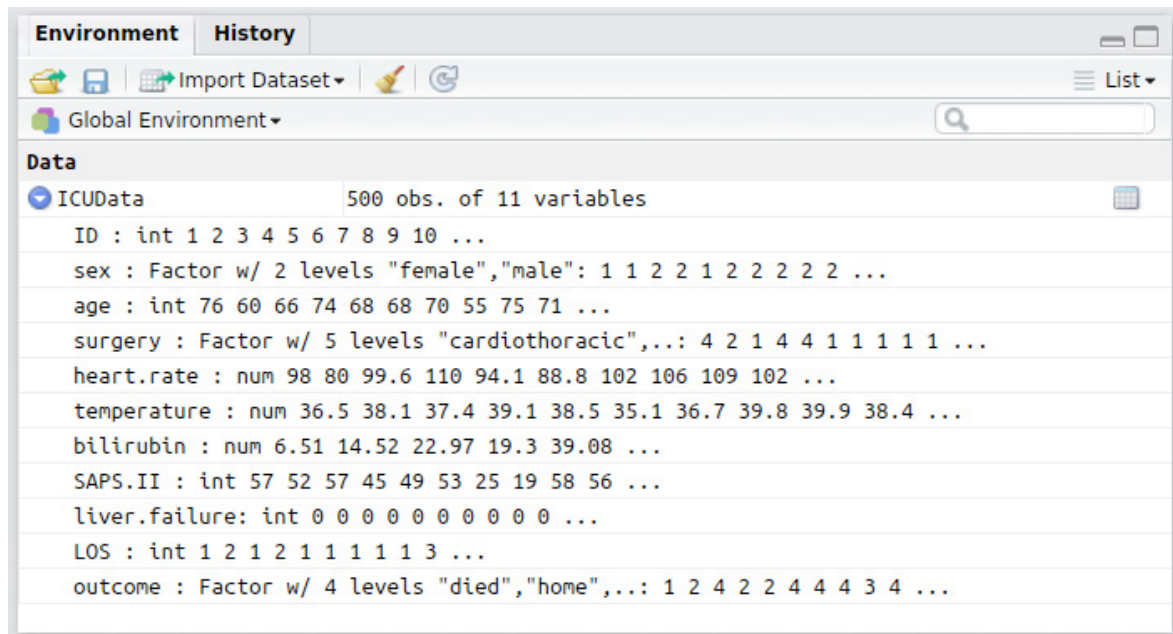 Environment History
Import Dataset List
Global Environment
Data
ICUData 500 obs. of 11 variables
ID : int 1 2 3 4 5 6 7 8 9 10 ...
sex : Factor w/ 2 levels "female","male": 1 1 2 2 1 2 2 2 2 2 ...
age : int 76 60 66 74 68 68 70 55 75 71 ...
surgery : Factor w/ 5 levels "cardiothoracic",..: 4 2 1 4 4 1 1 1 1 1 ...
heart.rate : num 98 80 99.6 110 94.1 88.8 102 106 109 102 ...
temperature : num 36.5 38.1 37.4 39.1 38.5 35.1 36.7 39.8 39.9 38.4 ...
bilirubin : num 6.51 14.52 22.97 19.3 39.08 ...
SAPS.II : int 57 52 57 45 49 53 25 19 58 56 ...
liver.failure: int 0 0 0 0 0 0 0 0 0 0 ...
LOS : int 1 2 1 2 1 1 1 1 1 3 ...
outcome : Factor w/ 4 levels "died","home",..: 1 2 4 2 2 4 4 4 3 4 ...